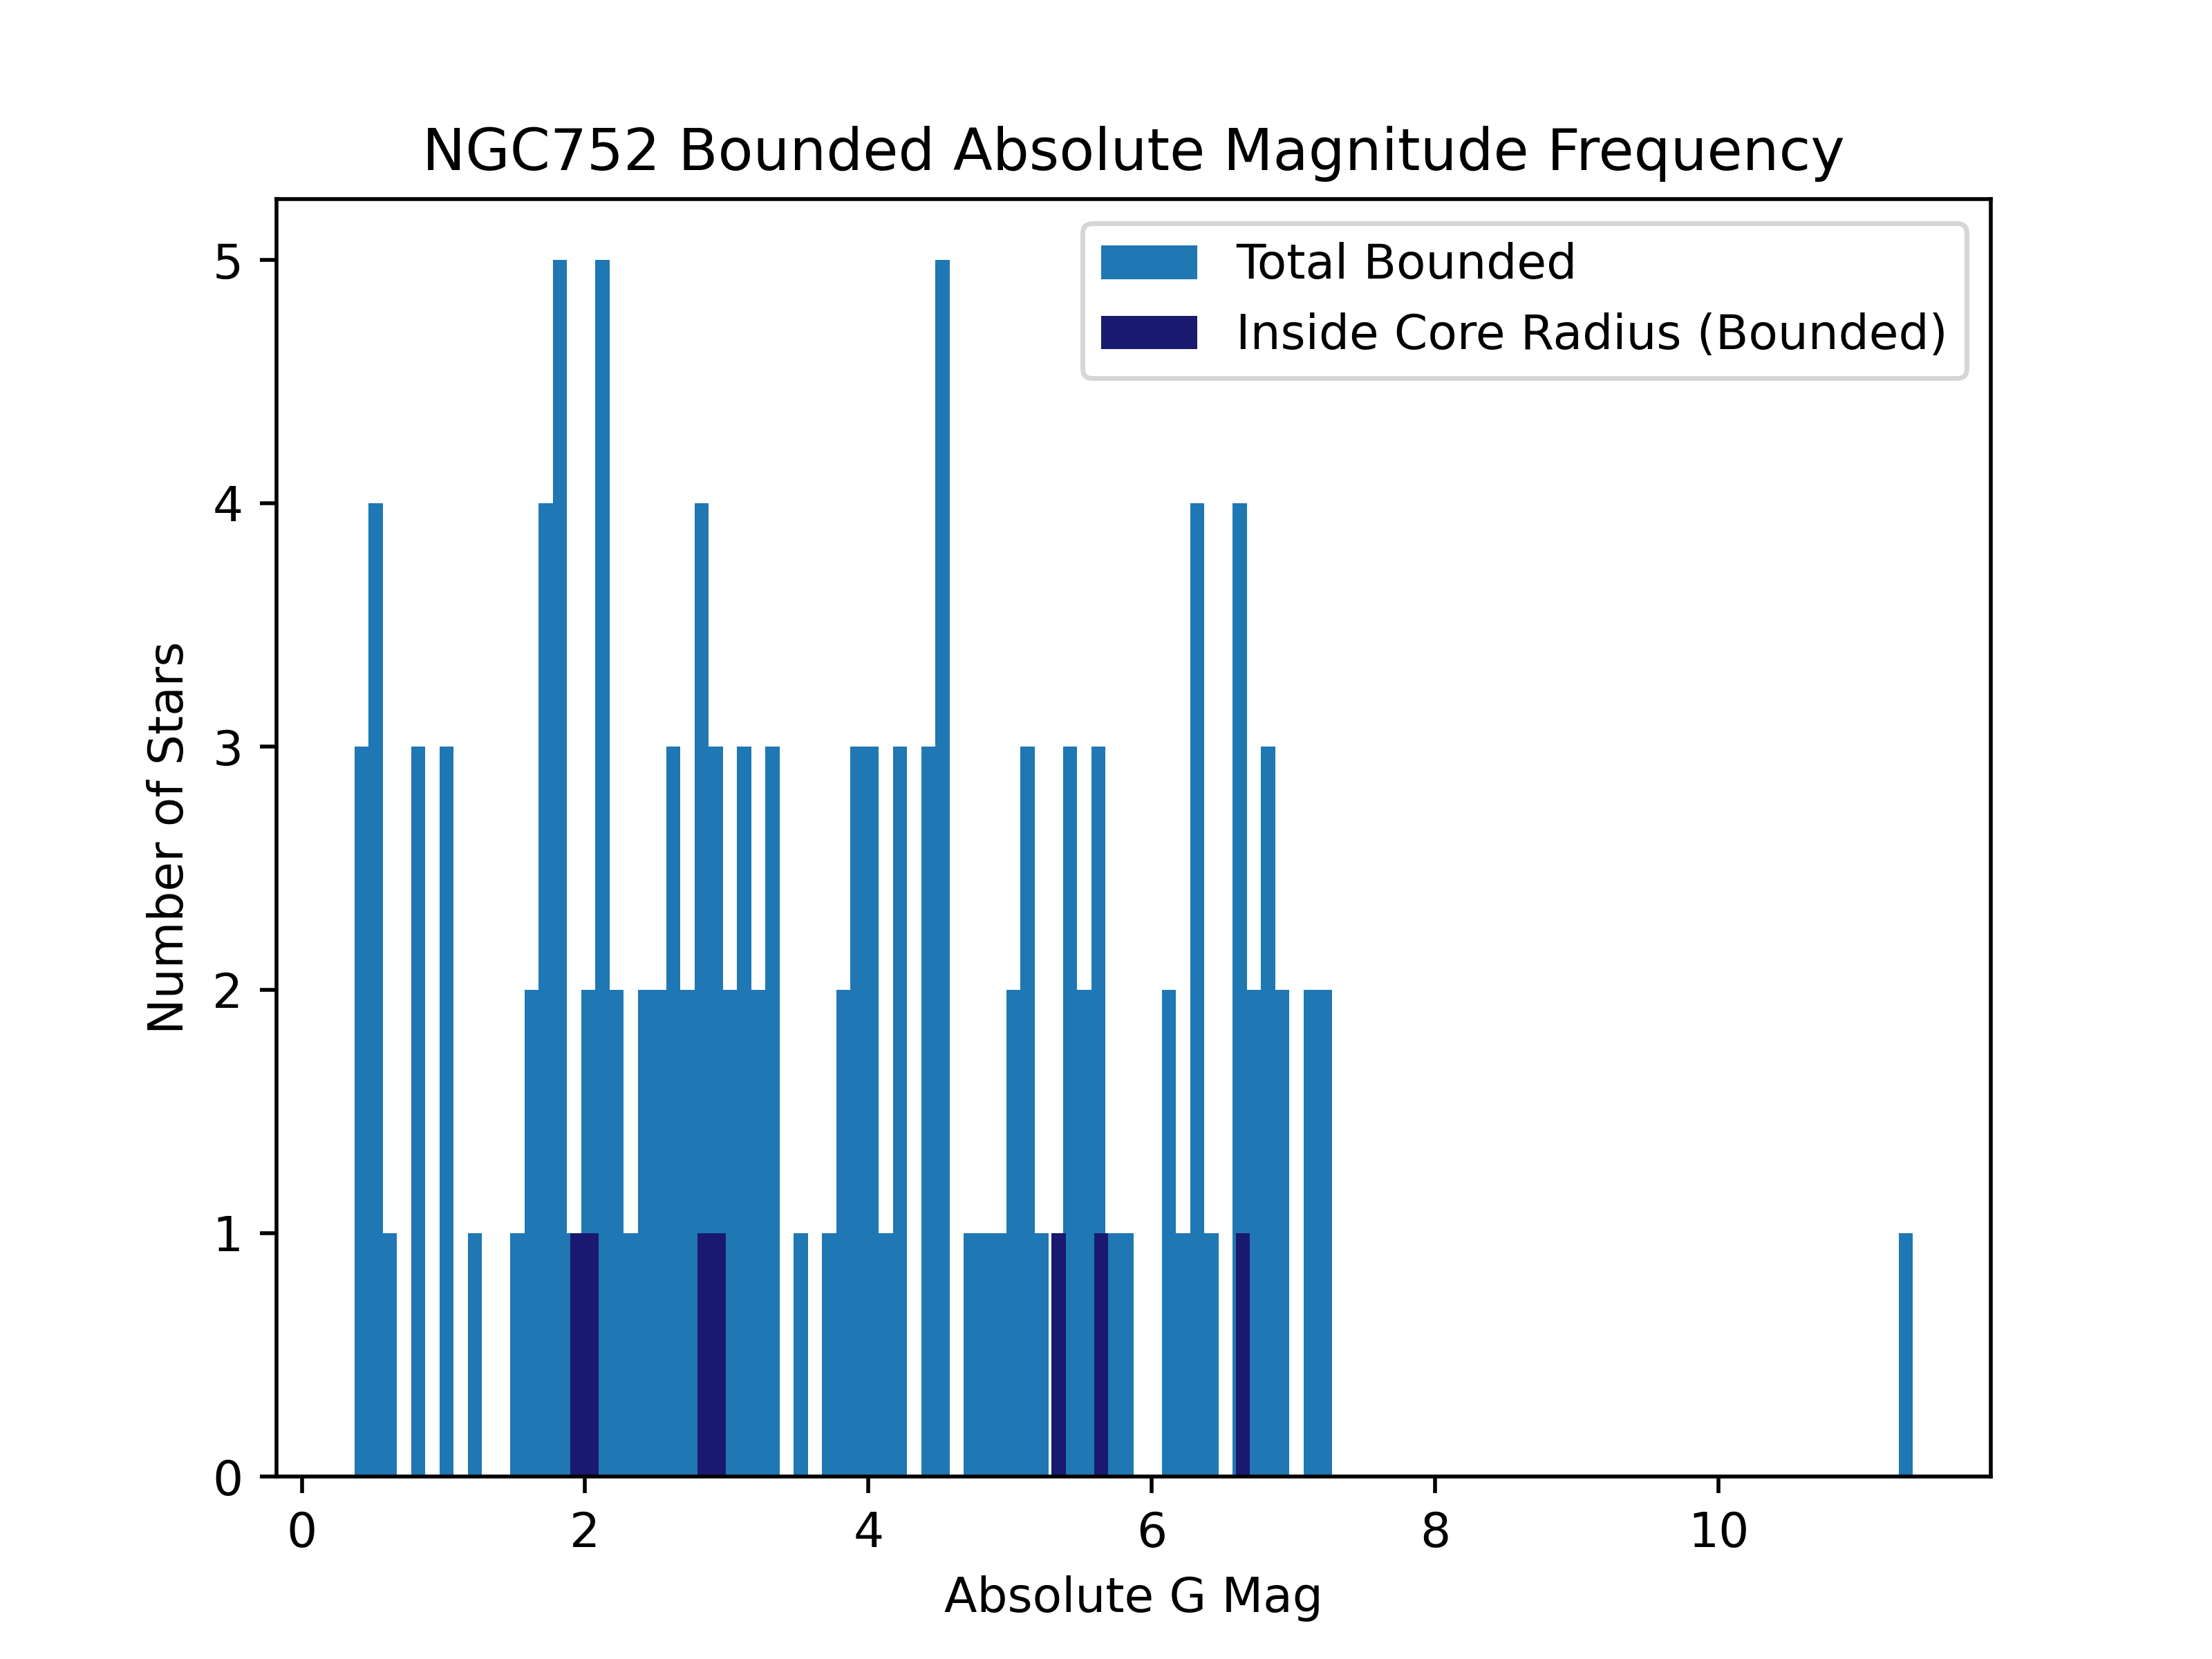 NGC752 Bounded Absolute Magnitude Frequency
Total Bounded
Inside Core Radius (Bounded)
Number of Stars
5
4
3
2
1
0
0 2 4 6 8 10
Absolute G Mag